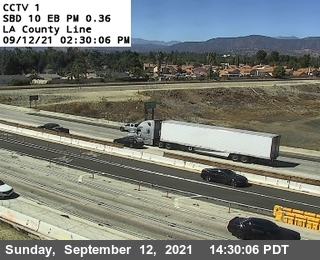 CCTV 1
SBD 10 EB PM 0.36
LA County Line
09/12/21 02:30:06 PM
Sunday, September 12, 2021 14:30:06 PDT